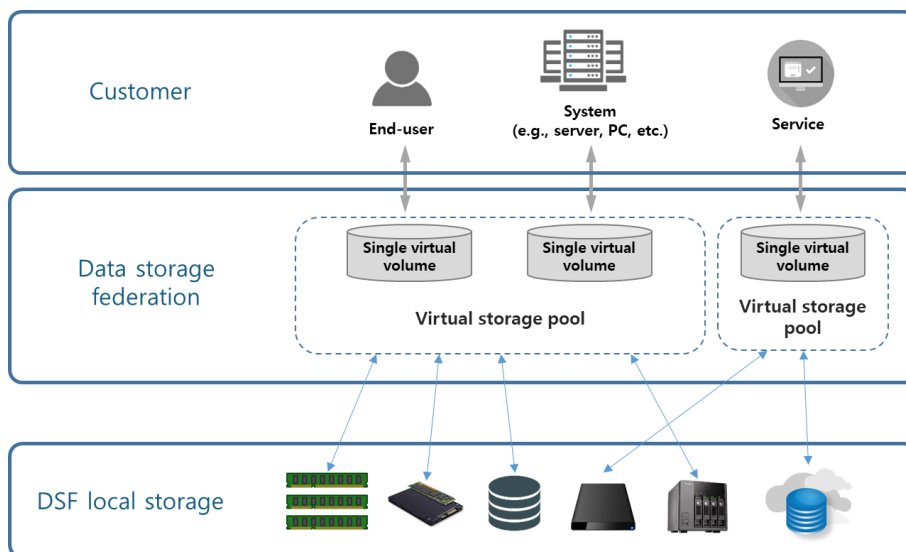 Customer
End-user
System
(e.g., server, PC, etc.)
Service
Data storage
federation
Single virtual
volume
Single virtual
volume
Single virtual
volume
Virtual storage pool
Virtual storage
pool
DSF local storage